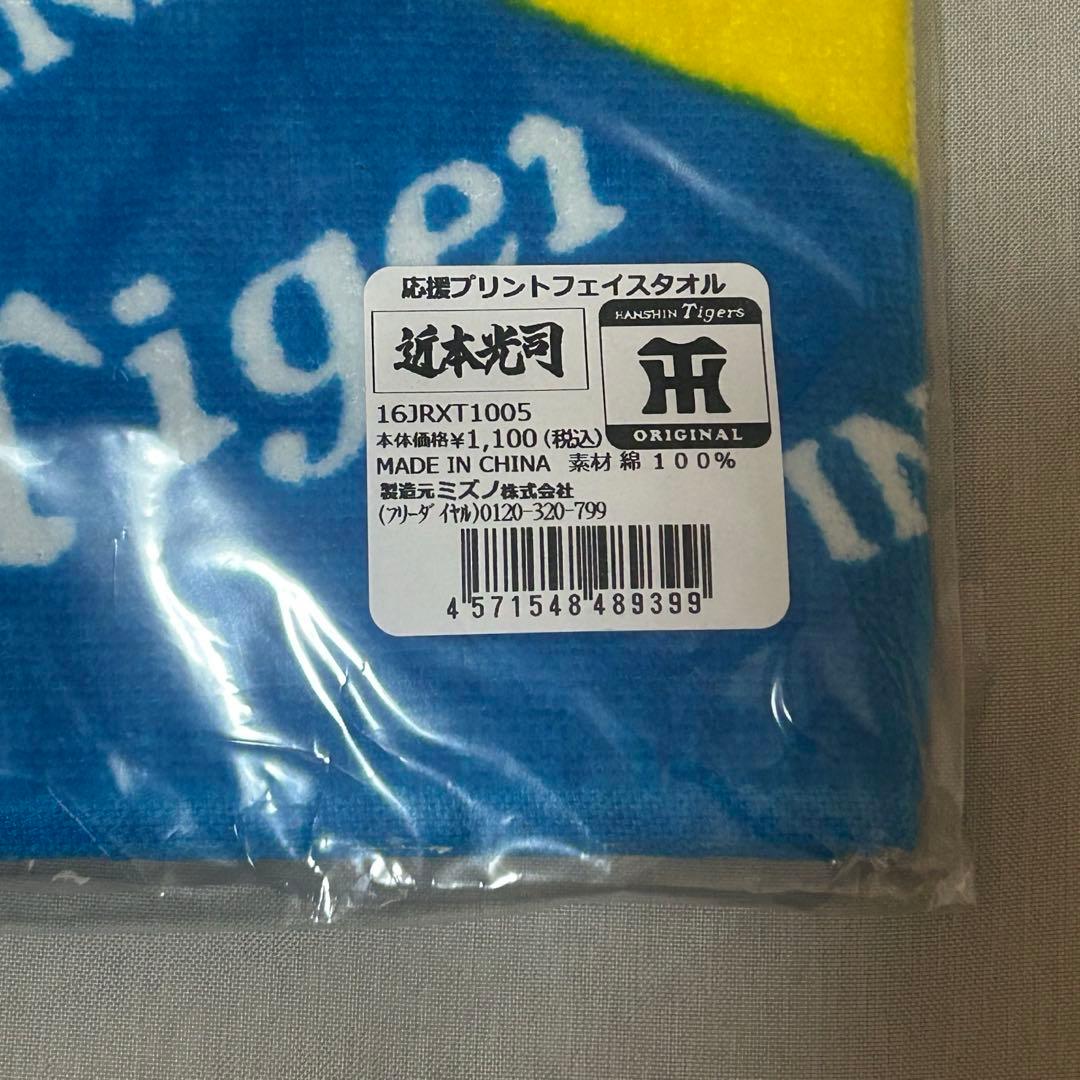 Tiger
応援プリントフェイスタオル
近本光司
HANSHIN Tigers
ORIGINAL
16JRXT1005
本体価格¥1,100(税込)
MADE IN CHINA 素材 綿 100%
製造元ミズノ株式会社
(フリーダイヤル)0120-320-799
4 571548 489399